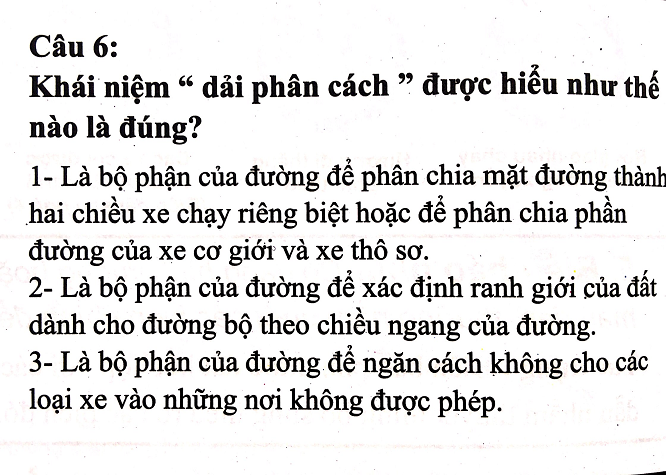 Câu 6:
Khái niệm “ dải phân cách ” được hiểu như thế
nào là đúng?
1- Là bộ phận của đường để phân chia mặt đường thành
hai chiều xe chạy riêng biệt hoặc để phân chia phần
đường của xe cơ giới và xe thô sơ.
2- Là bộ phận của đường để xác định ranh giới của đất
dành cho đường bộ theo chiều ngang của đường.
3- Là bộ phận của đường để ngăn cách không cho các
loại xe vào những nơi không được phép.